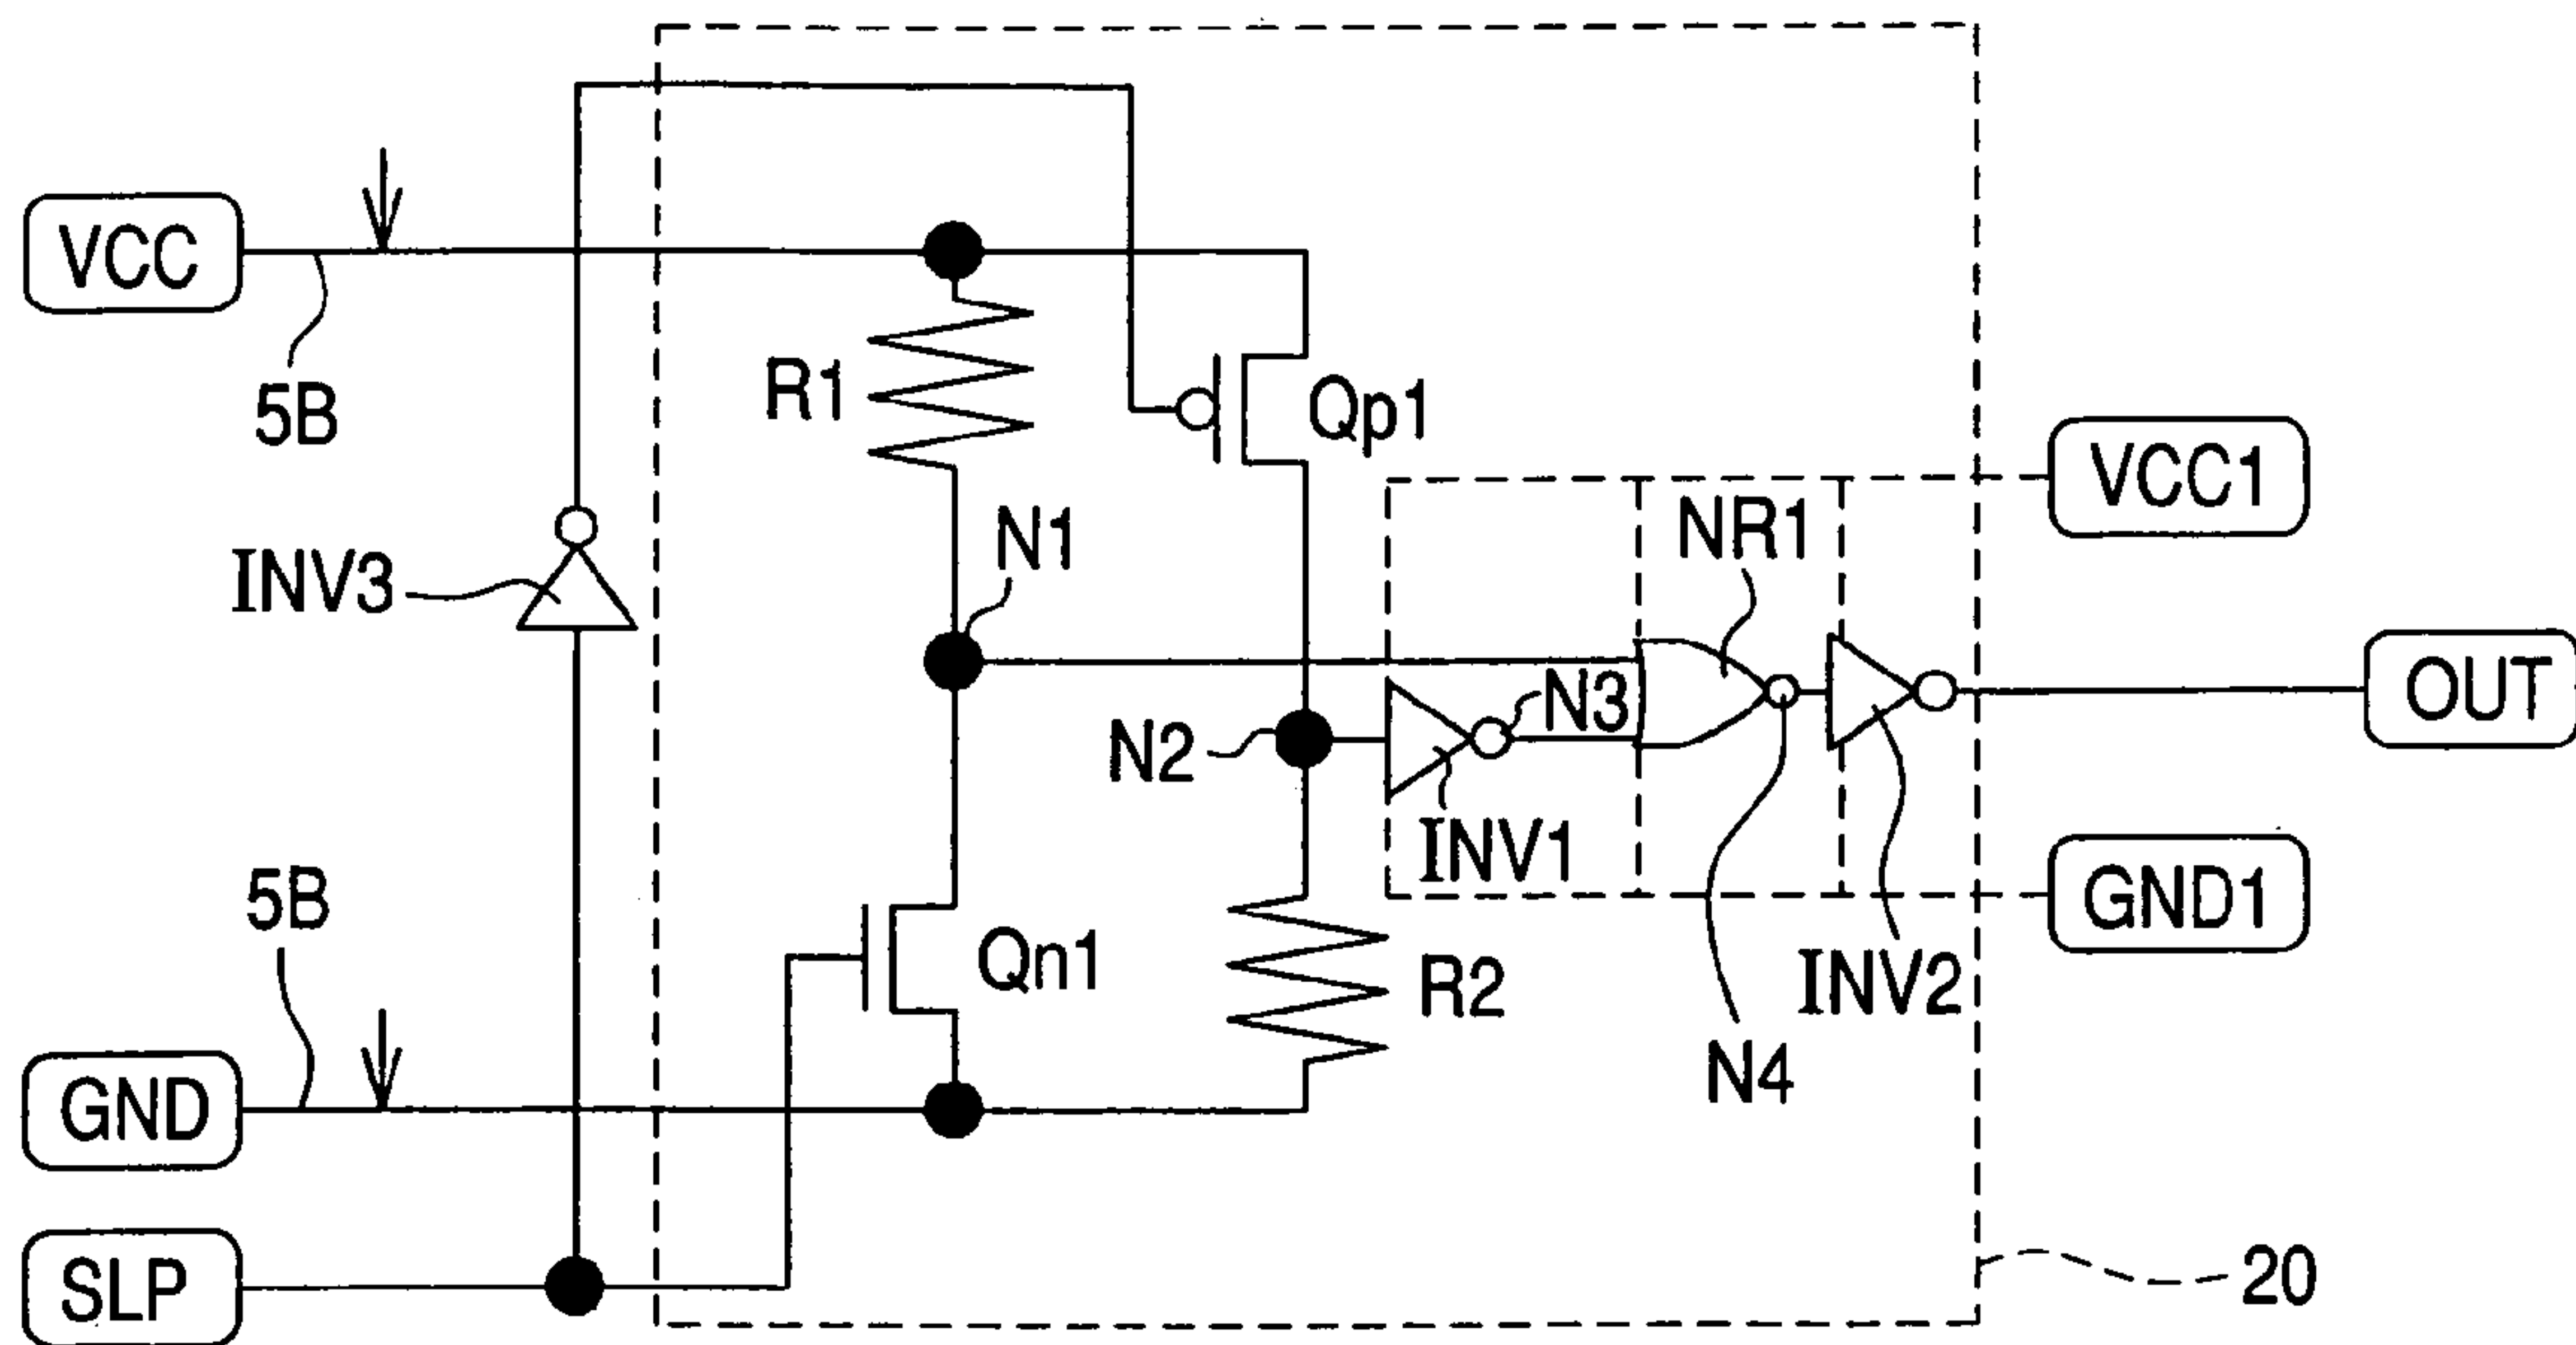 VCC
5B
R1
Qp1
VCC1
NR1
N1
INV3
N3
OUT
N2
INV1
5B
GND1
Qn1
R2
INV2
N4
GND
SLP
20